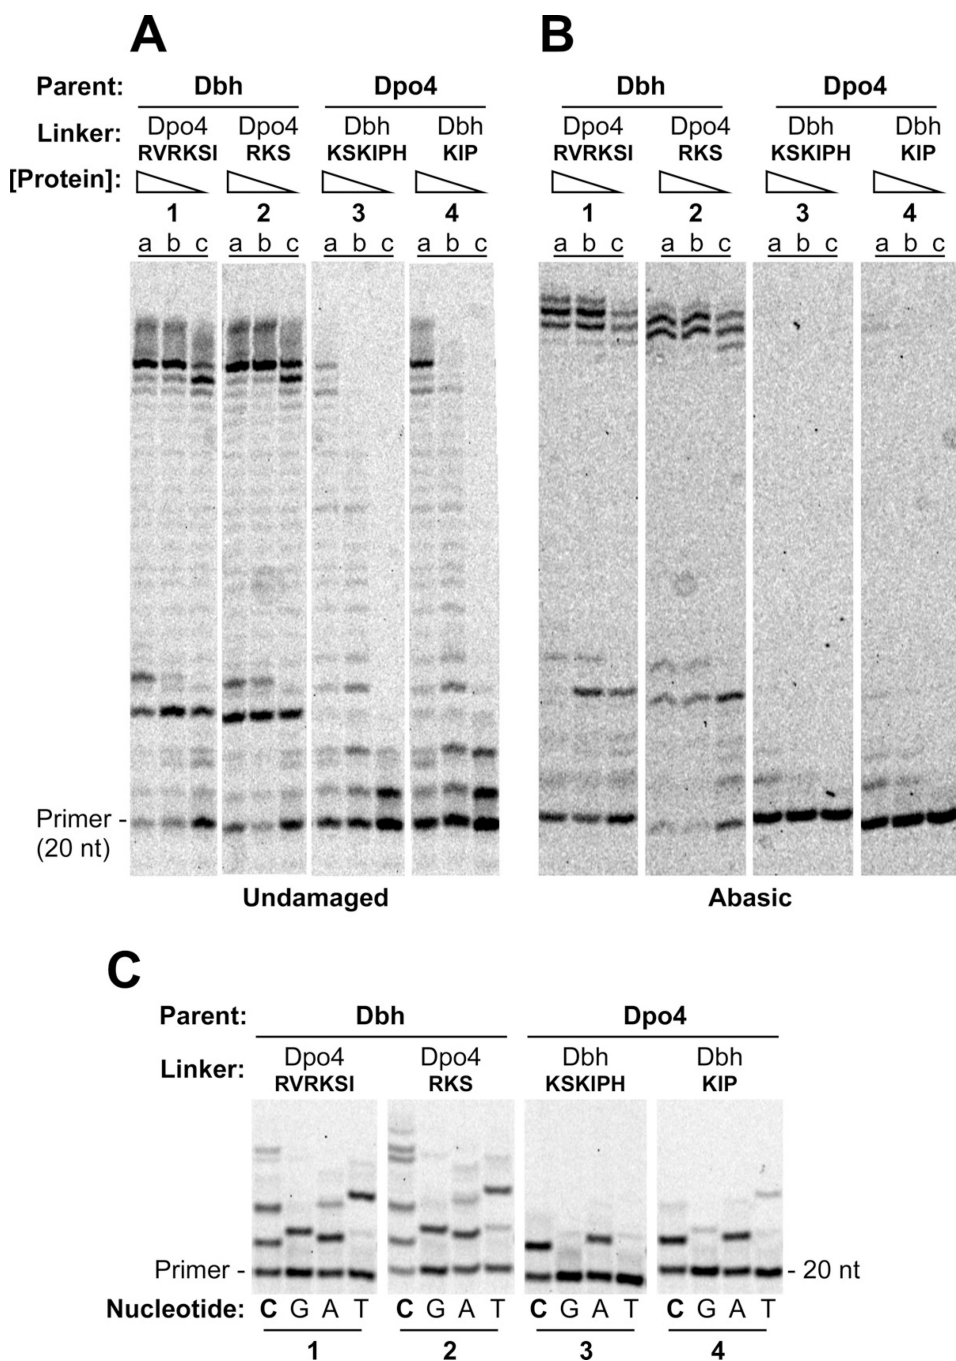 A
B
Parent: Dbh Dpo4 Dbh Dpo4
Linker: Dpo4 Dpo4 Dbh Dbh Dpo4 Dpo4 Dbh Dbh
RVRKSI RKS KSKIPH KIP RVRKSI RKS KSKIPH KIP
[Protein]:
1 2 3 4 1 2 3 4
a b c a b c a b c a b c a b c a b c a b c a b c
Primer -
(20 nt)
Undamaged Abasic
C
Parent: Dbh Dpo4
Linker: Dpo4 Dpo4 Dbh Dbh
RVRKSI RKS KSKIPH KIP
Primer - - 20 nt
Nucleotide: C G A T C G A T C G A T C G A T
1 2 3 4